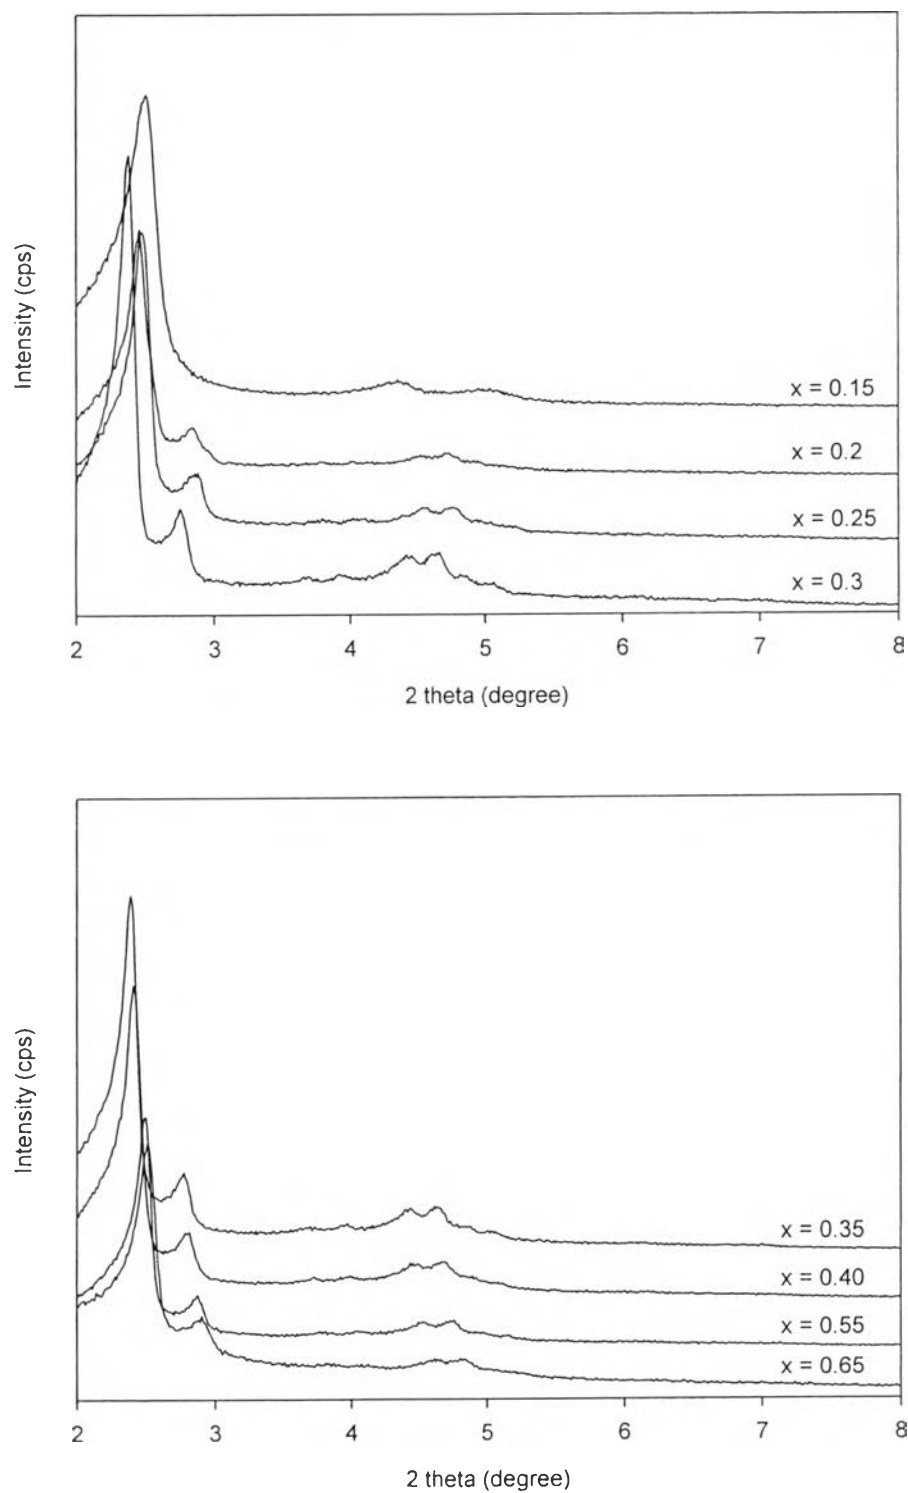 Intensity (cps)
x = 0.15
x = 0.2
x = 0.25
x = 0.3
2 3 4 5 6 7 8
2 theta (degree)
Intensity (cps)
x = 0.35
x = 0.40
x = 0.55
x = 0.65
2 3 4 5 6 7 8
2 theta (degree)